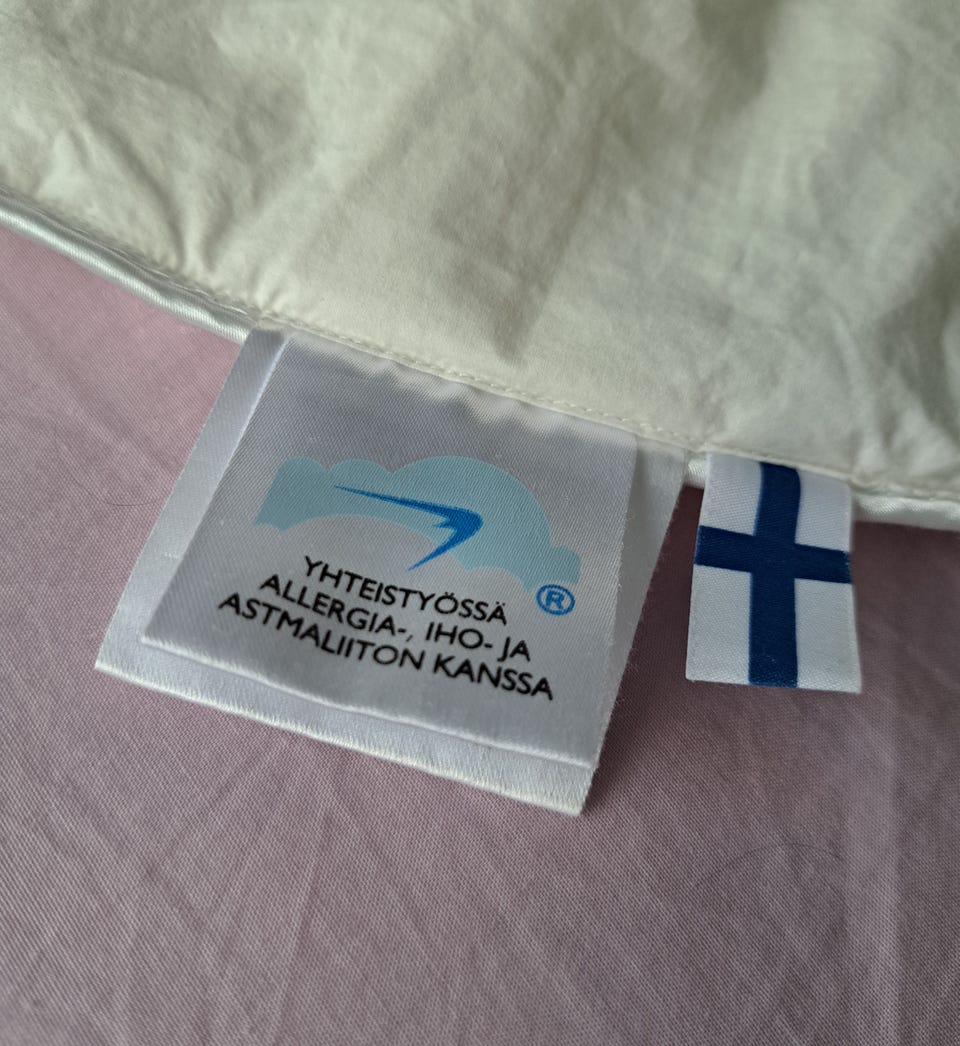 YHTEISTYÖSSÄ
ALLERGIA-, IHO- JA
ASTMALIITON KANSSA
®